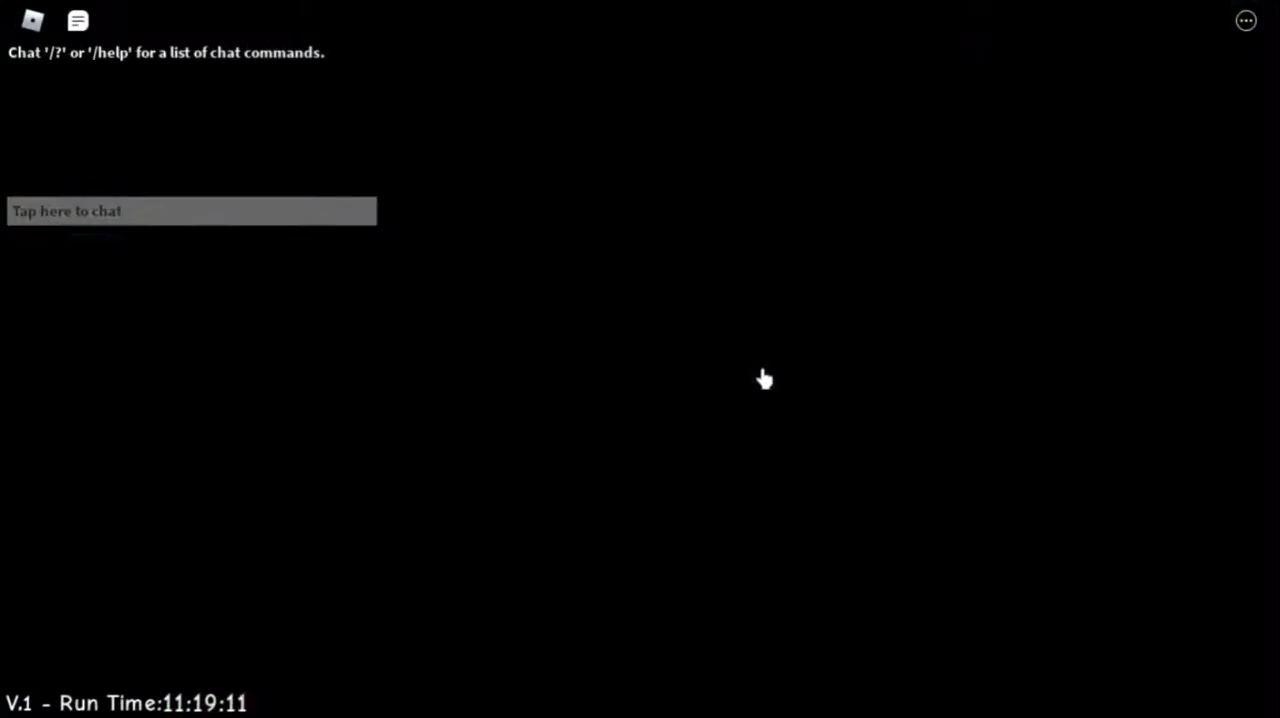 Chat '/?' or '/help' for a list of chat commands.
Tap here to chat
V.1 - Run Time:11:19:11